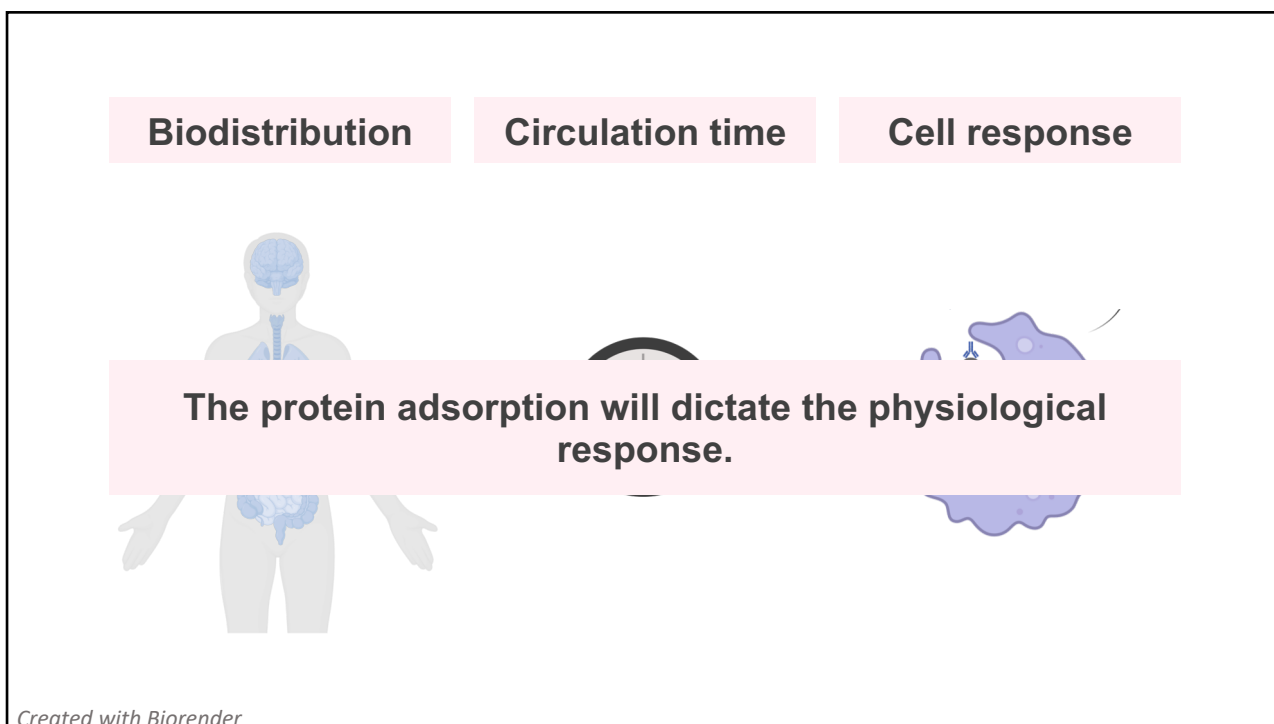 Biodistribution
Circulation time
Cell response
The protein adsorption will dictate the physiological
response.
Created with Biorender